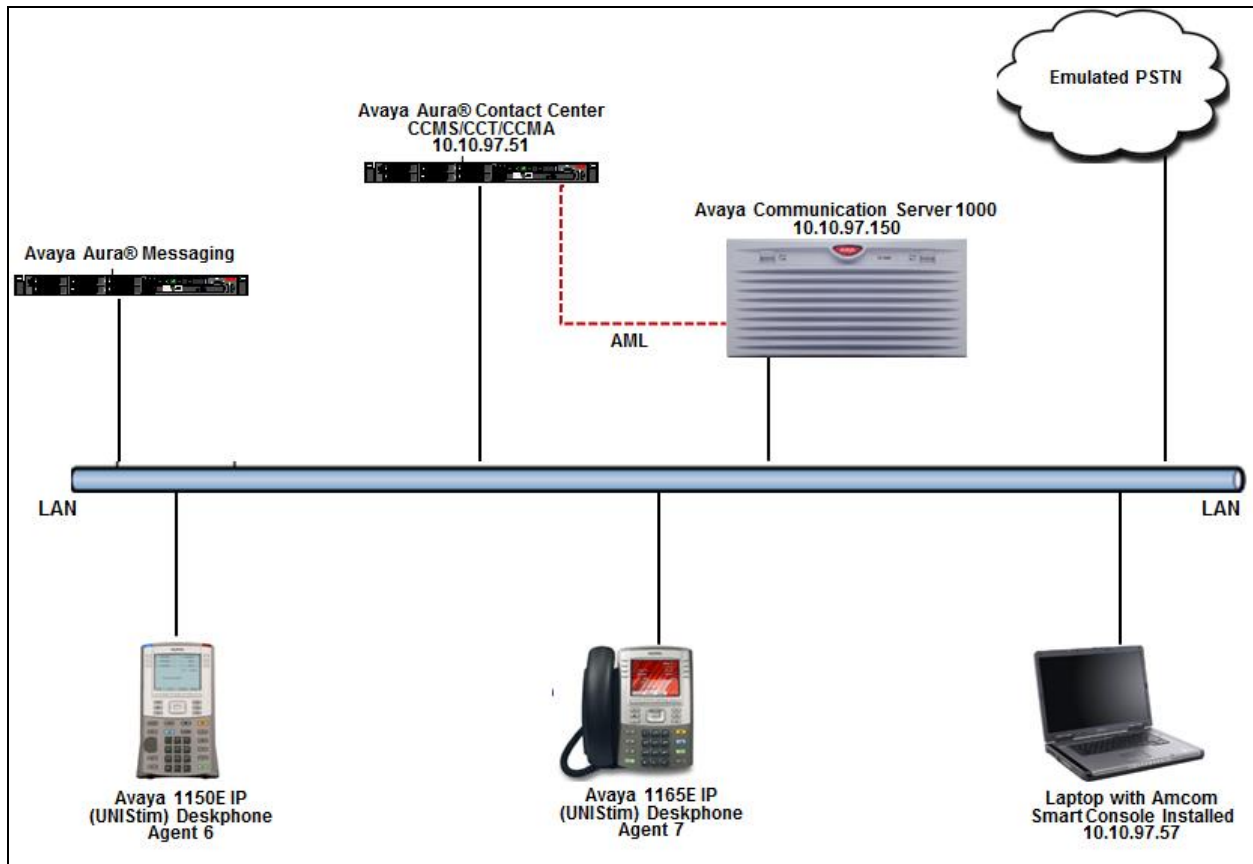 Emulated PSTN
Avaya Aura® Contact Center
CCMS/CCT/CCMA
10.10.97.51
Avaya Communication Server 1000
10.10.97.150
Avaya Aura® Messaging
AML
LAN
LAN
Avaya 1150E IP
(UNIStim) Deskphone
Agent 6
Avaya 1165E IP
(UNIStim) Deskphone
Agent 7
Laptop with Amcom
Smart Console Installed
10.10.97.57